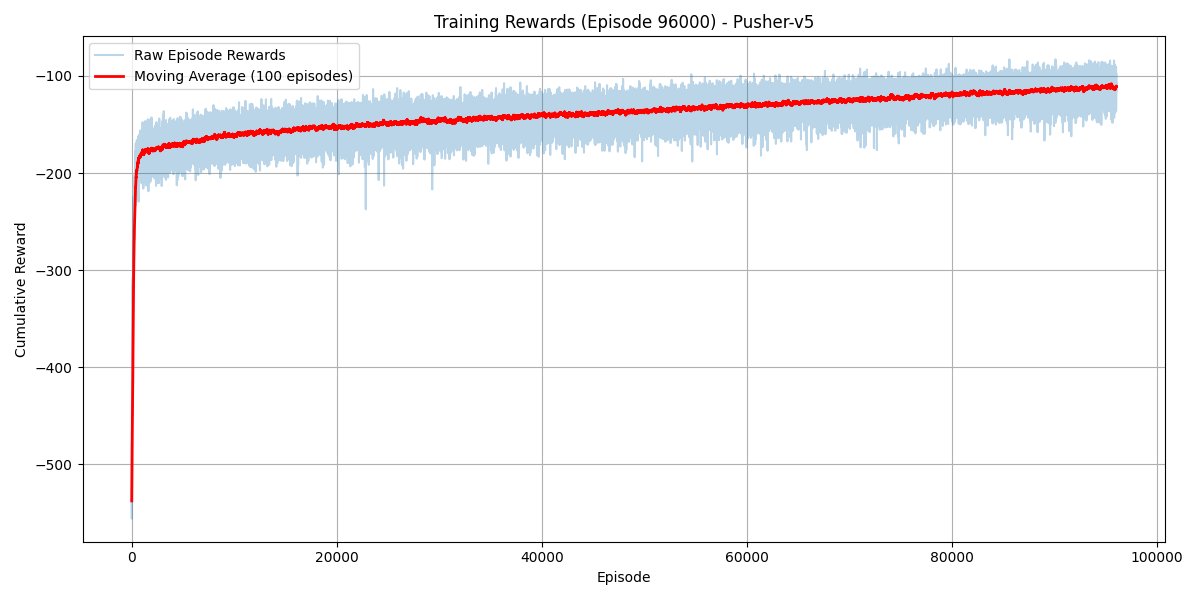 Training Rewards (Episode 96000) - Pusher-v5
Raw Episode Rewards
Moving Average (100 episodes)
Cumulative Reward
−100
−200
−300
−400
−500
0
20000
40000
60000
80000
100000
Episode